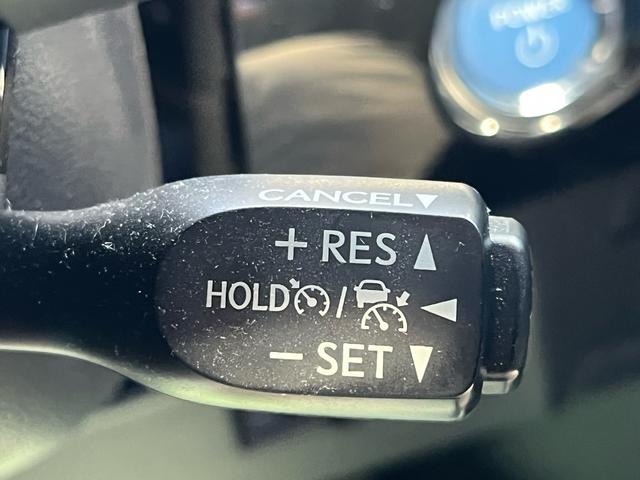 POWER
CANCEL▼
+ RES ▲
HOLD / ◀
− SET ▼